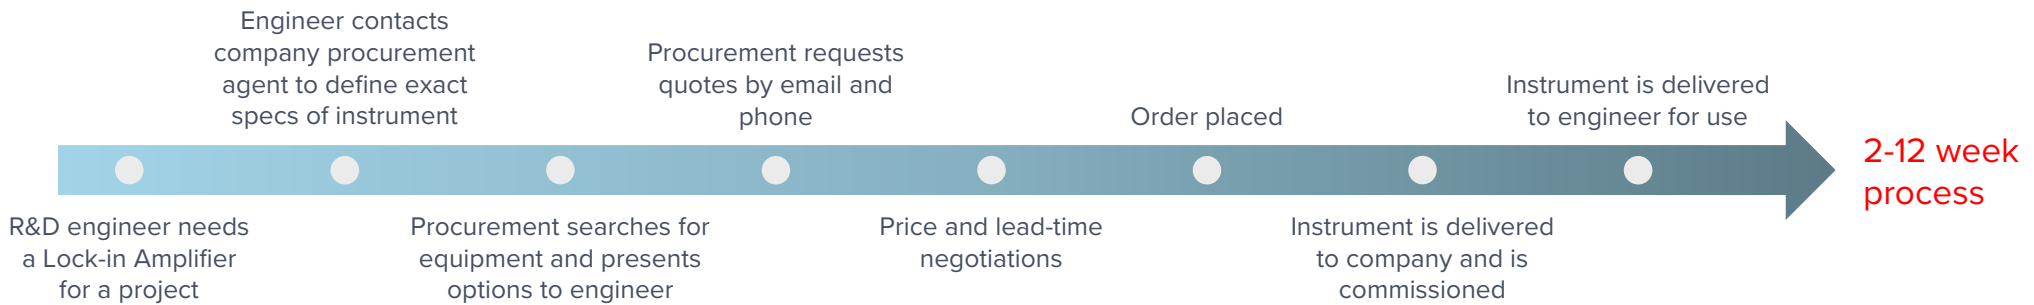 R&D engineer needs
a Lock-in Amplifier
for a project
Engineer contacts
company procurement
agent to define exact
specs of instrument
Procurement searches for
equipment and presents
options to engineer
Procurement requests
quotes by email and
phone
Price and lead-time
negotiations
Order placed
Instrument is delivered
to company and is
commissioned
Instrument is delivered
to engineer for use
2-12 week
process